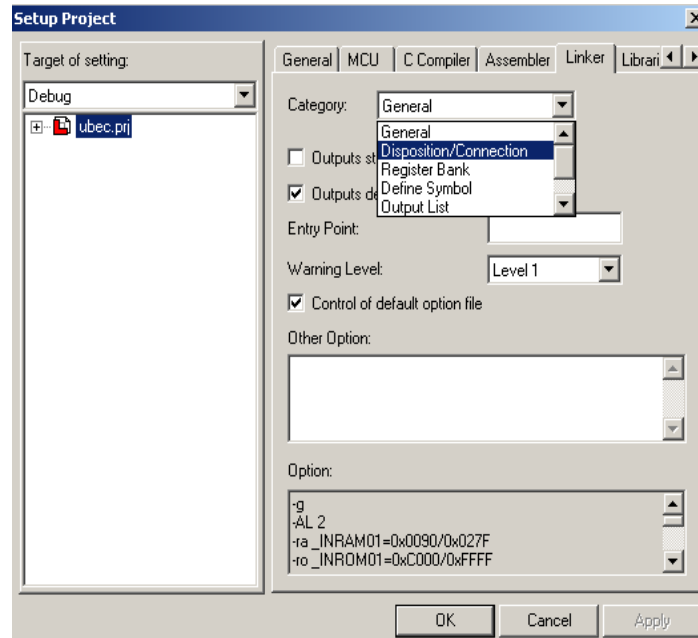 Setup Project
Target of setting:
Debug
ubec.prj
General
MCU
C Compiler
Assembler
Linker
Category:
General
General
Disposition/Connection
Register Bank
Define Symbol
Output List
Outputs
Outputs
Entry Point:
Warning Level:
Level 1
Control of default option file
Other Option:
Option:
-g
-AL 2
-ra _INRAM01=0x0090/0x027F
-ro _INROM01=0xC000/0xFFFF
OK
Cancel
Apply